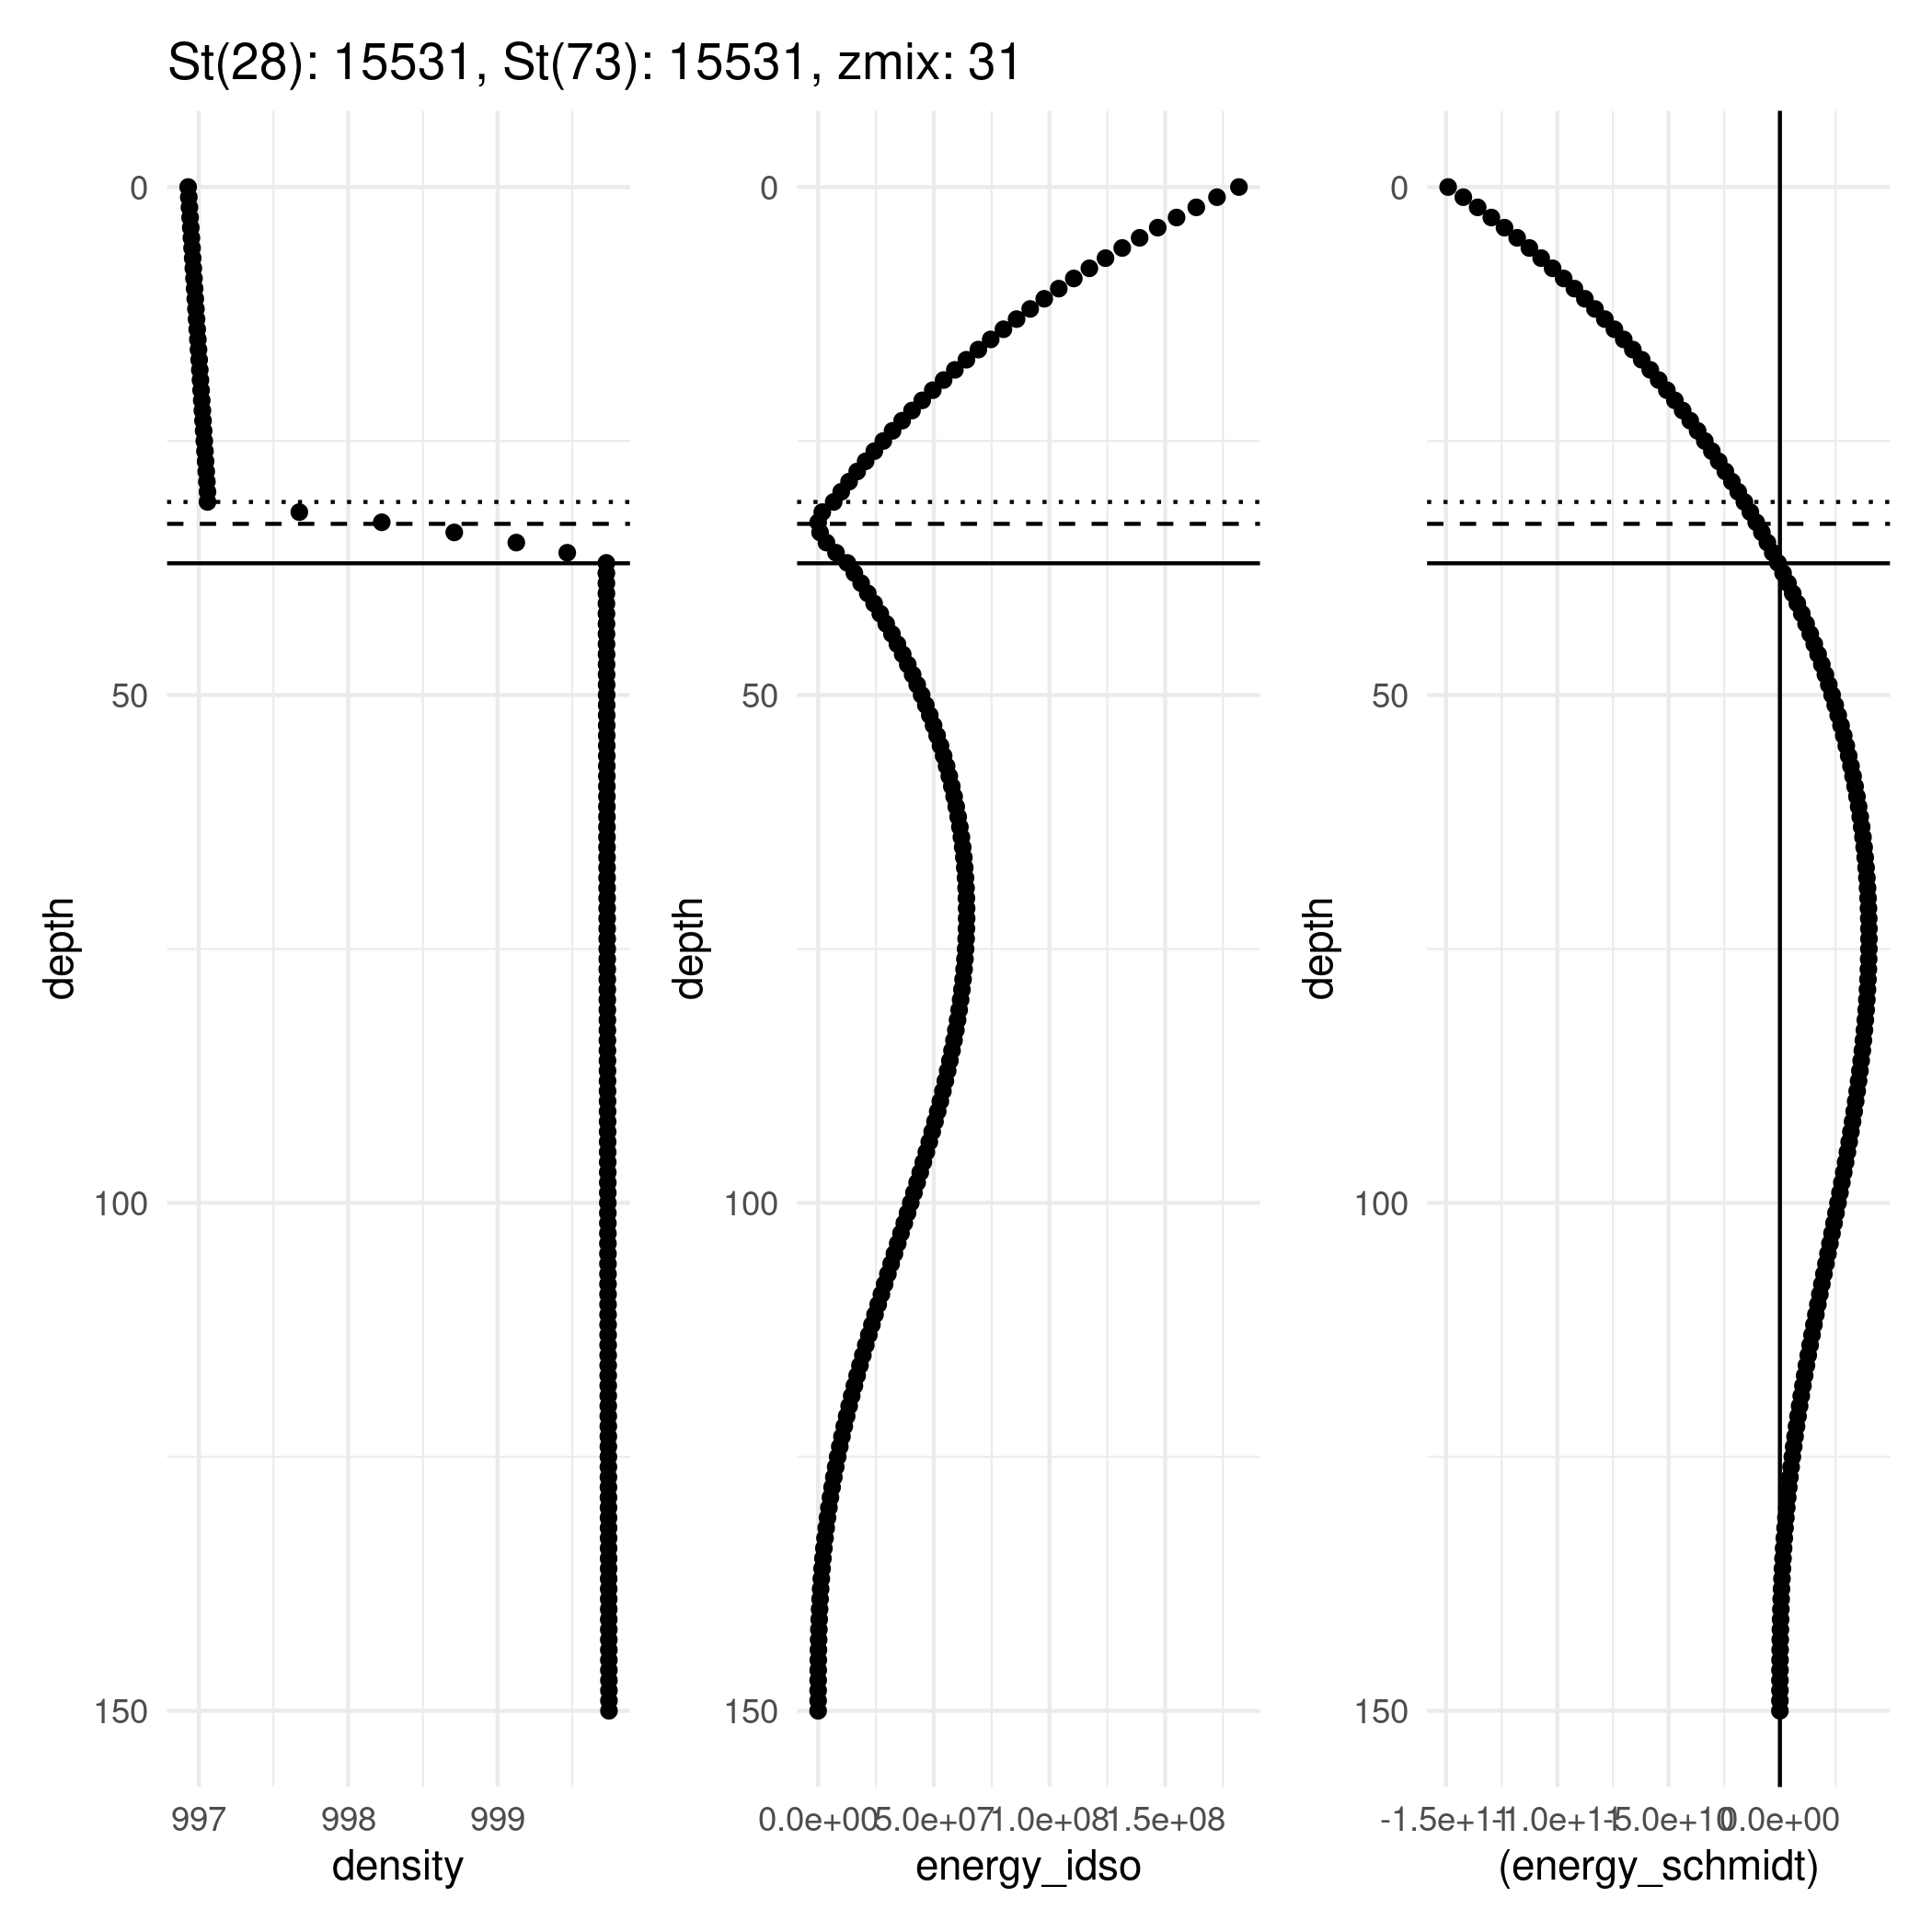 St(28): 15531, St(73): 15531, zmix: 31
depth
0
50
100
150
997 998 999
density
depth
0
50
100
150
0.0e+00 5.0e+07 1.0e+08 1.5e+08
energy_idso
depth
0
50
100
150
-1.5e+11 -1.0e+11 -5.0e+10 0.0e+00
(energy_schmidt)